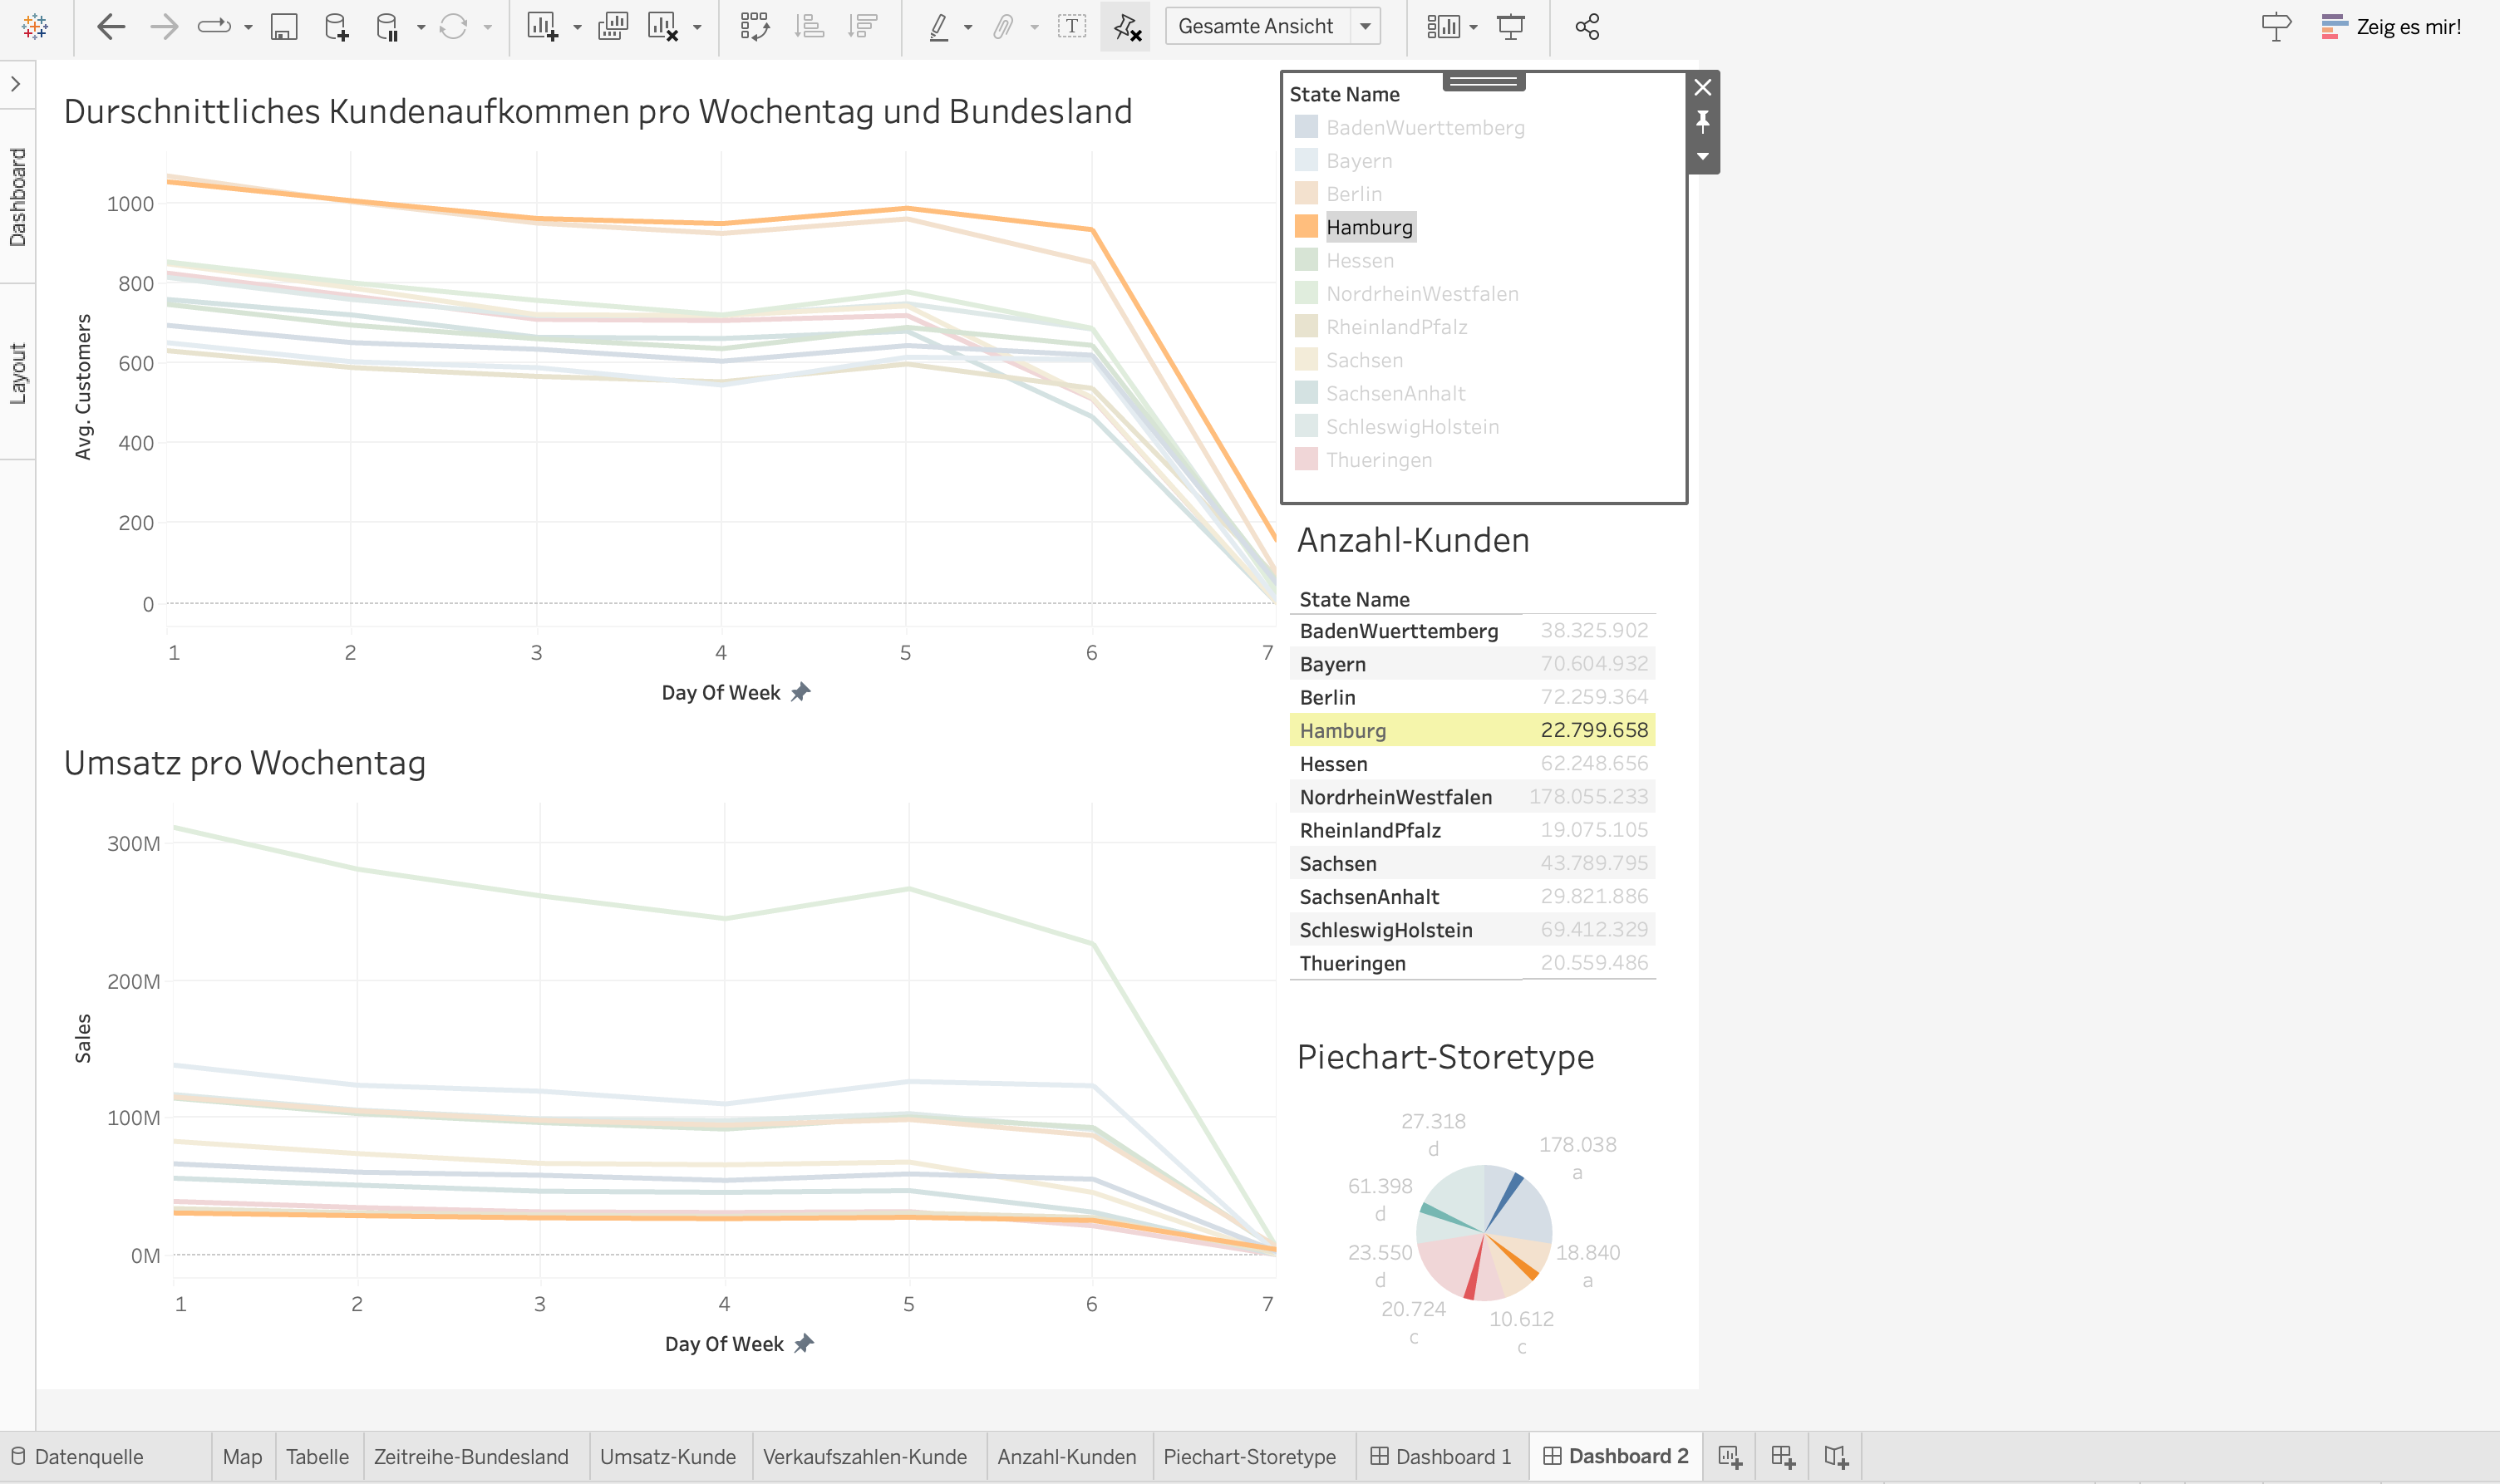 Gesamte Ansicht
Zeig es mir!
Dashboard
Layout
Durschnittliches Kundenaufkommen pro Wochentag und Bundesland
Avg. Customers
1000
800
600
400
200
0
1 2 3 4 5 6 7
Day Of Week
State Name
BadenWuerttemberg
Bayern
Berlin
Hamburg
Hessen
NordrheinWestfalen
RheinlandPfalz
Sachsen
SachsenAnhalt
SchleswigHolstein
Thueringen
Anzahl-Kunden
State Name
BadenWuerttemberg 38.325.902
Bayern 70.604.932
Berlin 72.259.364
Hamburg 22.799.658
Hessen 62.248.656
NordrheinWestfalen 178.055.233
RheinlandPfalz 19.075.105
Sachsen 43.789.795
SachsenAnhalt 29.821.886
SchleswigHolstein 69.412.329
Thueringen 20.559.486
Umsatz pro Wochentag
Sales
300M
200M
100M
0M
1 2 3 4 5 6 7
Day Of Week
Piechart-Storetype
27.318
d
178.038
a
61.398
d
18.840
a
23.550
d
20.724
c
10.612
c
Datenquelle Map Tabelle Zeitreihe-Bundesland Umsatz-Kunde Verkaufszahlen-Kunde Anzahl-Kunden Piechart-Storetype Dashboard 1 Dashboard 2